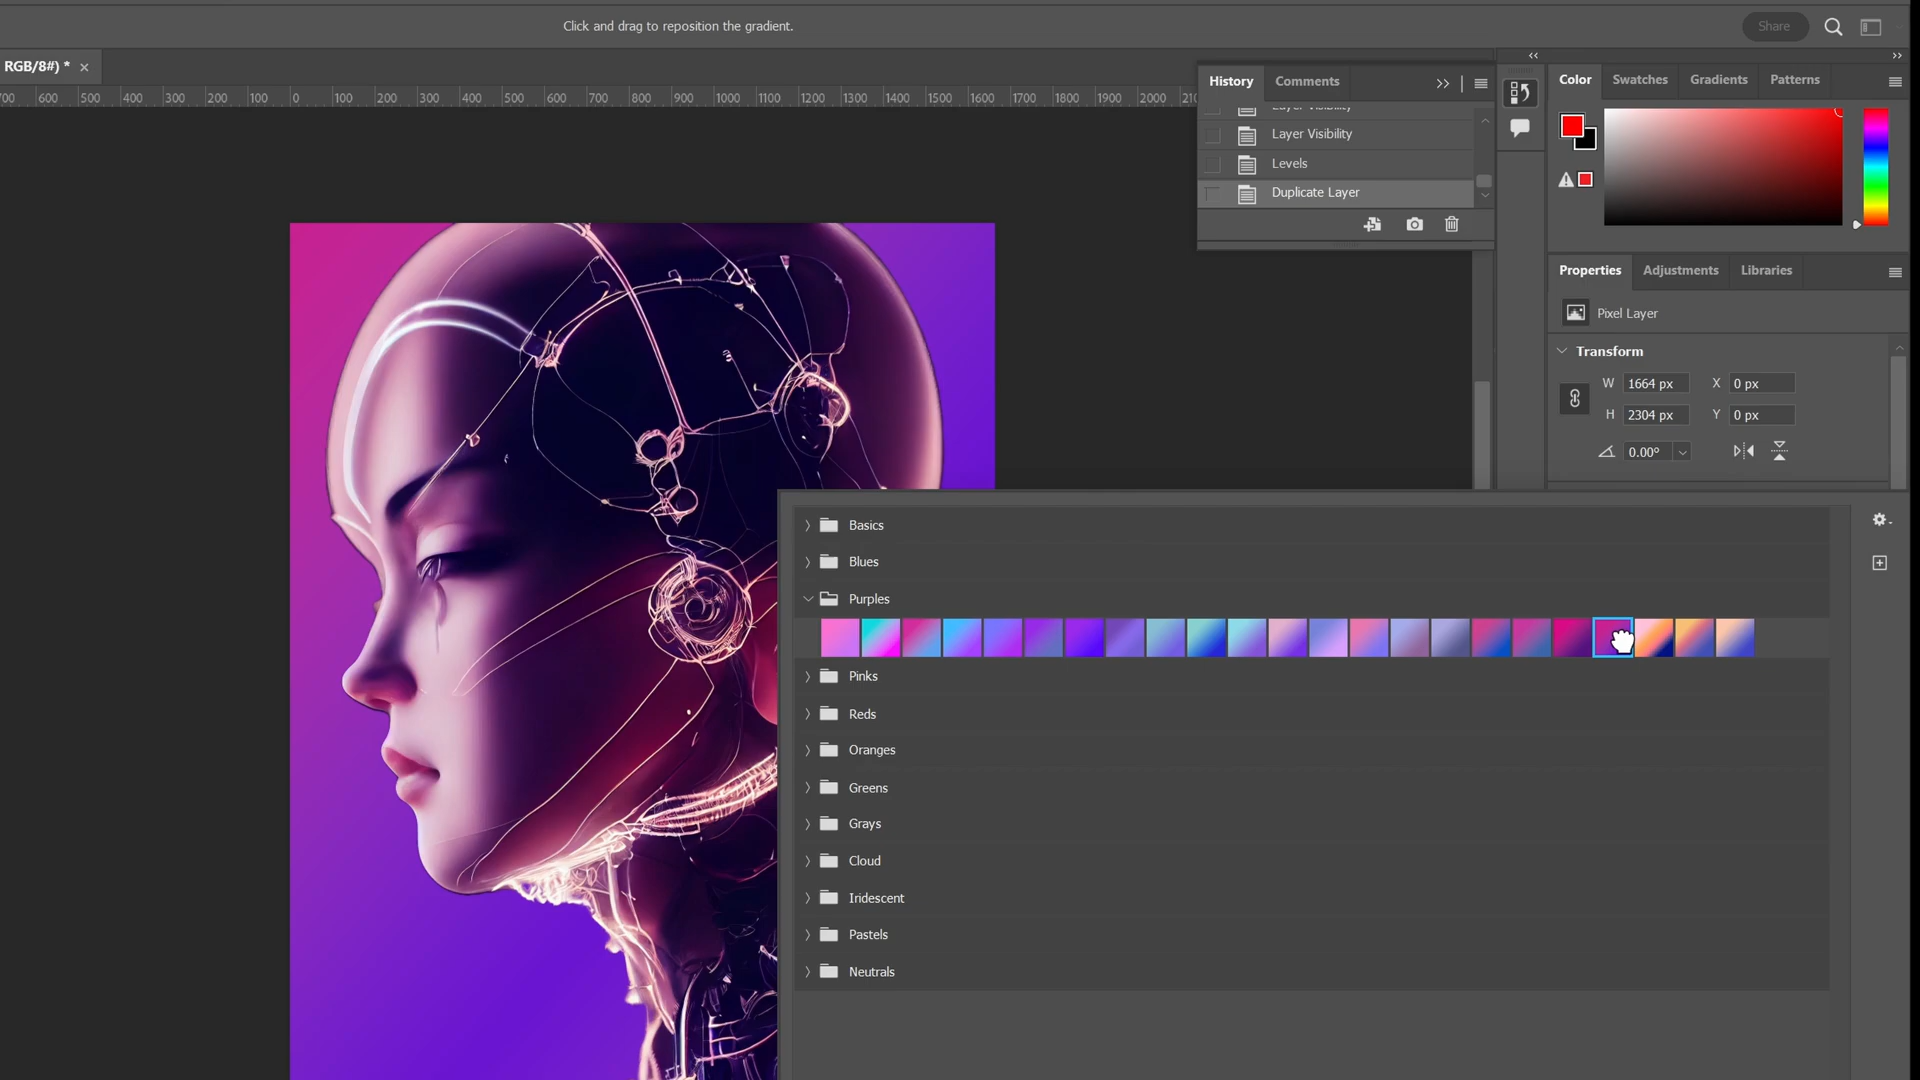 Click and drag to reposition the gradient.
Share
RGB/8#) *
600 500 400 300 200 100 0 100 200 300 400 500 600 700 800 900 1000 1100 1200 1300 1400 1500 1600 1700 1800 1900 2000
History Comments
Layer Visibility
Layer Visibility
Levels
Duplicate Layer
Color Swatches Gradients Patterns
Properties Adjustments Libraries
Pixel Layer
Transform
W 1664 px X 0 px
H 2304 px Y 0 px
0.00°
Basics
Blues
Purples
Pinks
Reds
Oranges
Greens
Grays
Cloud
Iridescent
Pastels
Neutrals